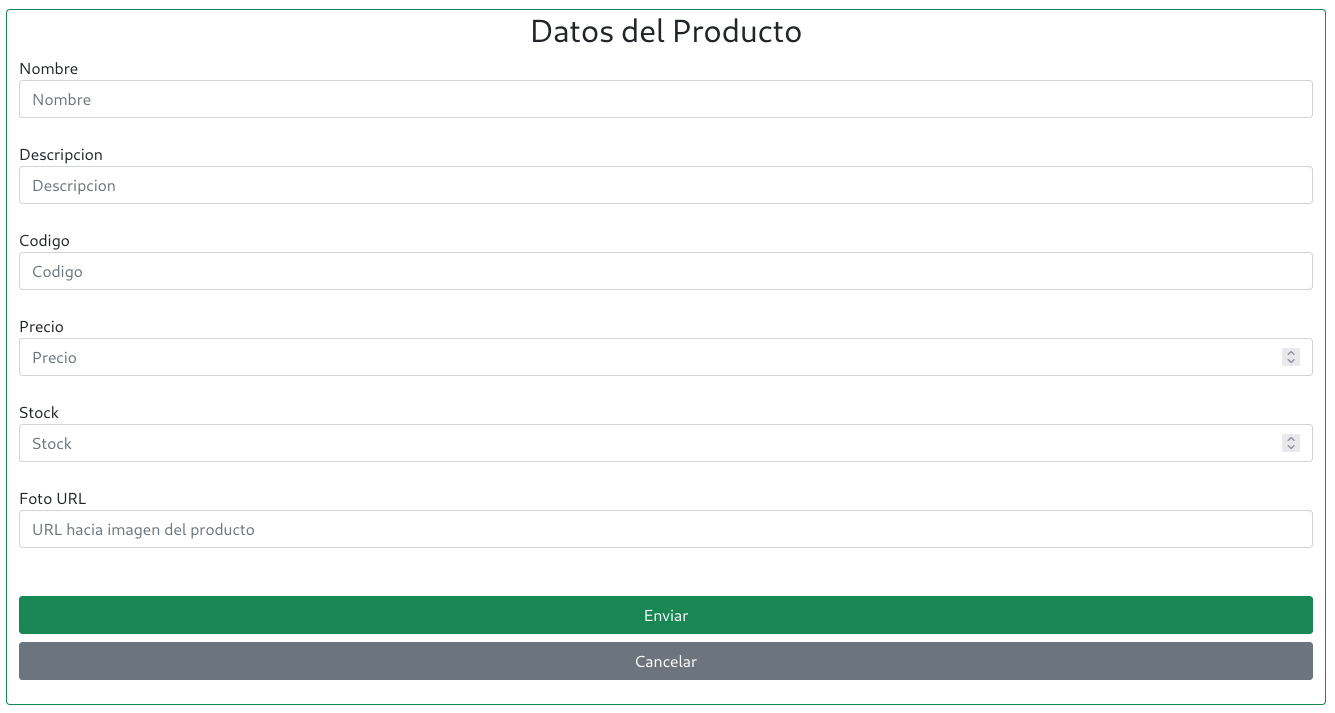 Datos del Producto
Nombre
Nombre
Descripcion
Descripcion
Codigo
Codigo
Precio
Precio
Stock
Stock
Foto URL
URL hacia imagen del producto
Enviar
Cancelar